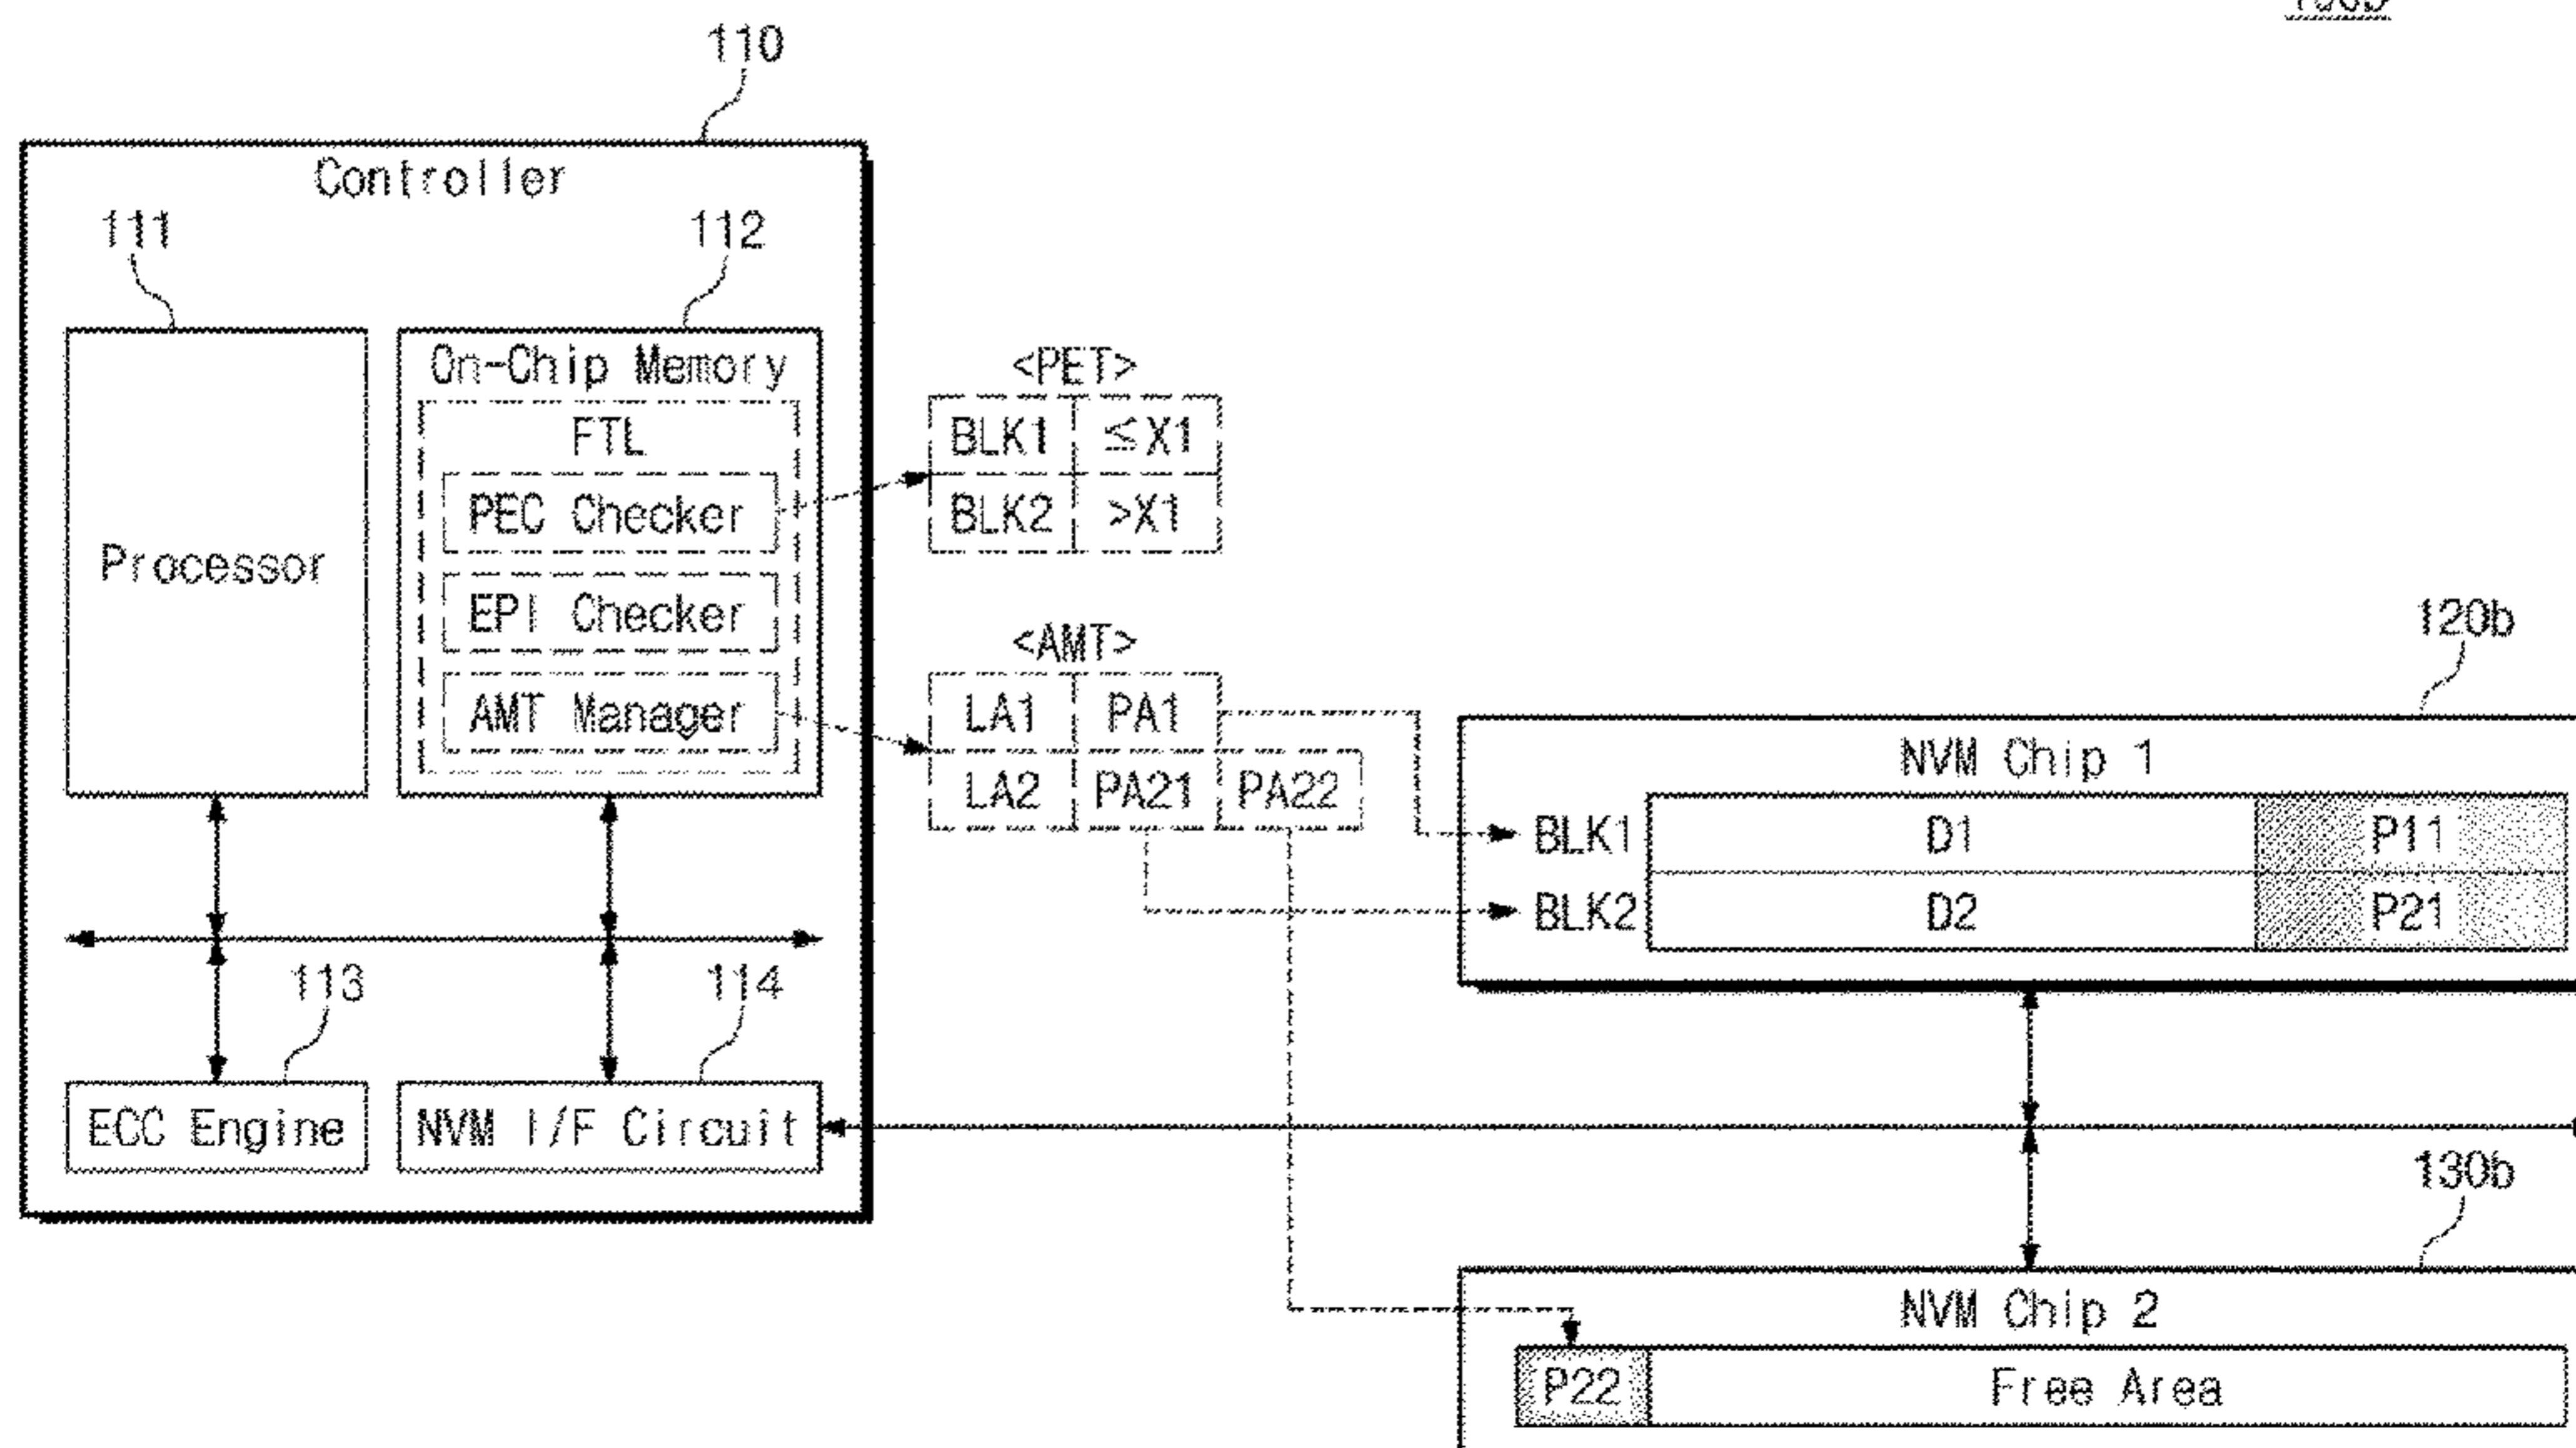 110
Controller
111
112
Processor
On-Chip Memory
FTL
PEC Checker
EPI Checker
AMT Manager
113
114
ECC Engine
NVM I/F Circuit
<PET>
BLK1 ≤X1
BLK2 >X1
<AMT>
LA1 PA1
LA2 PA21 PA22
120b
NVM Chip 1
BLK1 D1 P11
BLK2 D2 P21
130b
NVM Chip 2
P22 Free Area